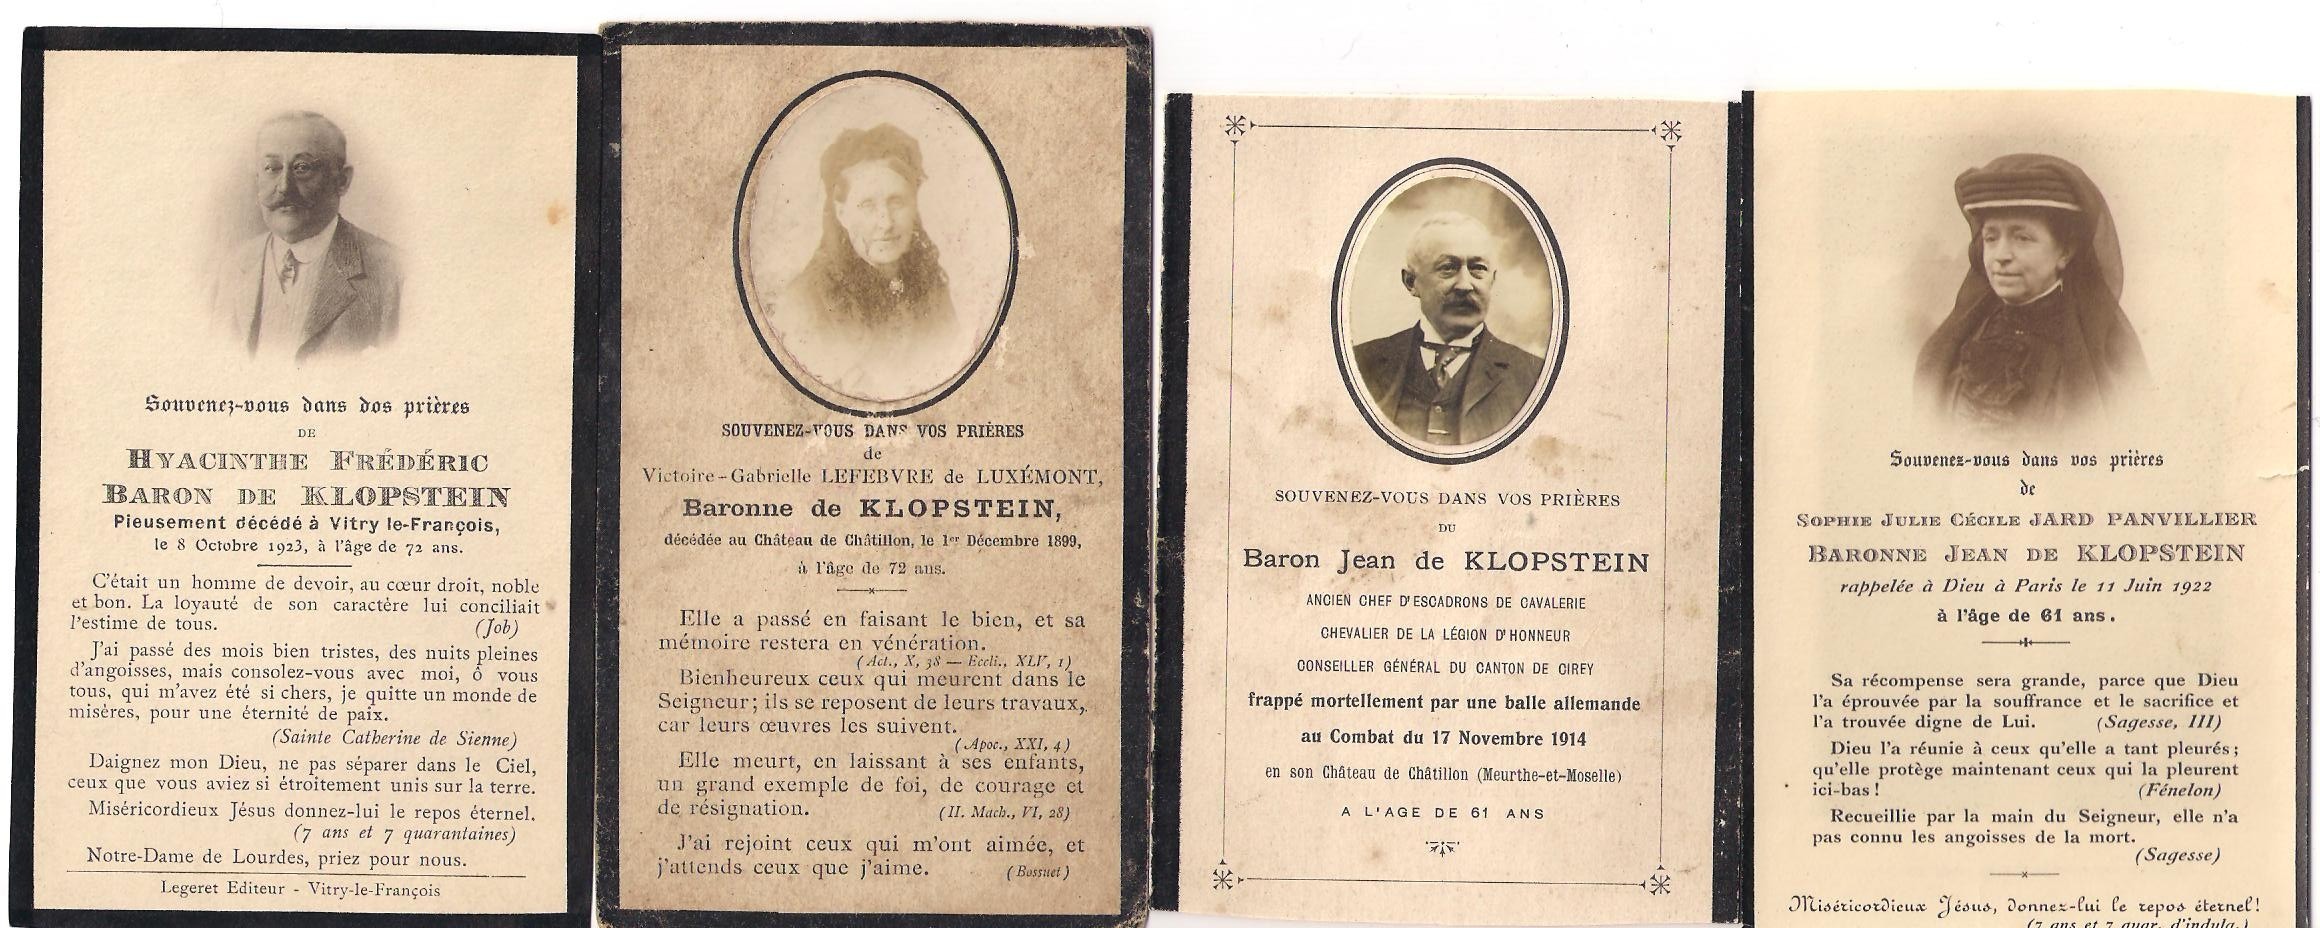 Souvenez-vous dans dos prières
DE
HYACINTHE FRÉDÉRIC
BARON DE KLOPSTEIN
Pieusement décédé à Vitry le-François,
le 8 Octobre 1923, à l'âge de 72 ans.
C'était un homme de devoir, au cœur droit, noble
et bon. La loyauté de son caractère lui conciliait
l'estime de tous. (Job)
J'ai passé des mois bien tristes, des nuits pleines
d'angoisses, mais consolez-vous avec moi, ô vous
tous, qui m'avez été si chers, je quitte un monde de
misères, pour une éternité de paix.
(Sainte Catherine de Sienne)
Daignez mon Dieu, ne pas séparer dans le Ciel,
ceux que vous aviez si étroitement unis sur la terre.
Miséricordieux Jésus donnez-lui le repos éternel.
(7 ans et 7 quarantaines)
Notre-Dame de Lourdes, priez pour nous.
Legeret Editeur - Vitry-le-François
SOUVENEZ-VOUS DANS VOS PRIÈRES
de
Victoire-Gabrielle LEFEBVRE de LUXÉMONT,
Baronne de KLOPSTEIN,
décédée au Château de Châtillon, le 1er Décembre 1899,
à l'âge de 72 ans.
Elle a passé en faisant le bien, et sa
mémoire restera en vénération.
(Act., X, 38 — Eccli., XLV, 1)
Bienheureux ceux qui meurent dans le
Seigneur; ils se reposent de leurs travaux,
car leurs œuvres les suivent.
(Apoc., XXI, 4)
Elle meurt, en laissant à ses enfants,
un grand exemple de foi, de courage et
de résignation. (II. Mach., VI, 28)
J'ai rejoint ceux qui m'ont aimée, et
j'attends ceux que j'aime. (Bossuet)
SOUVENEZ-VOUS DANS VOS PRIÈRES
DU
Baron Jean de KLOPSTEIN
ANCIEN CHEF D'ESCADRONS DE CAVALERIE
CHEVALIER DE LA LÉGION D'HONNEUR
CONSEILLER GÉNÉRAL DU CANTON DE CIREY
frappé mortellement par une balle allemande
au Combat du 17 Novembre 1914
en son Château de Châtillon (Meurthe-et-Moselle)
A L'AGE DE 61 ANS
Souvenez-vous dans vos prières
de
SOPHIE JULIE CÉCILE JARD PANVILLIER
BARONNE JEAN DE KLOPSTEIN
rappelée à Dieu à Paris le 11 Juin 1922
à l'âge de 61 ans.
Sa récompense sera grande, parce que Dieu
l'a éprouvée par la souffrance et le sacrifice et
l'a trouvée digne de Lui. (Sagesse, III)
Dieu l'a réunie à ceux qu'elle a tant pleurés;
qu'elle protège maintenant ceux qui la pleurent
ici-bas! (Fénelon)
Recueillie par la main du Seigneur, elle n'a
pas connu les angoisses de la mort.
(Sagesse)
Miséricordieux Jésus, donnez-lui le repos éternel!
(7 ans et 7 quar. d'indulg.)